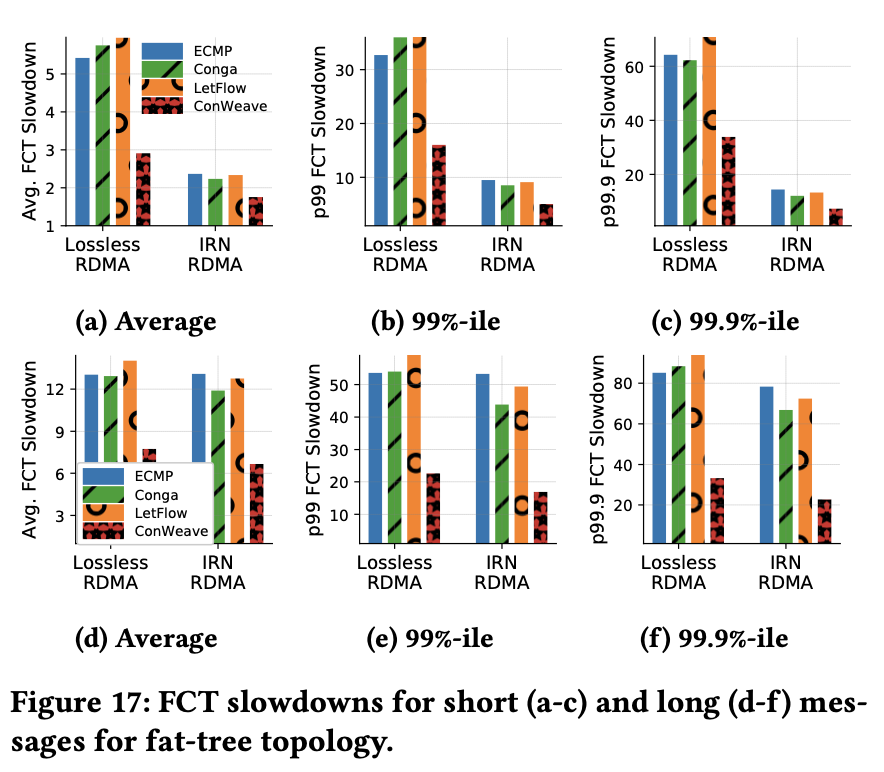 Avg. FCT Slowdown
5
4
3
2
1
ECMP
Conga
LetFlow
ConWeave
Lossless RDMA
IRN RDMA
p99 FCT Slowdown
30
20
10
Lossless RDMA
IRN RDMA
p99.9 FCT Slowdown
60
40
20
Lossless RDMA
IRN RDMA
(a) Average
(b) 99%-ile
(c) 99.9%-ile
Avg. FCT Slowdown
12
9
6
3
ECMP
Conga
LetFlow
ConWeave
Lossless RDMA
IRN RDMA
p99 FCT Slowdown
50
40
30
20
10
Lossless RDMA
IRN RDMA
p99.9 FCT Slowdown
80
60
40
20
Lossless RDMA
IRN RDMA
(d) Average
(e) 99%-ile
(f) 99.9%-ile
Figure 17: FCT slowdowns for short (a-c) and long (d-f) mes-
sages for fat-tree topology.